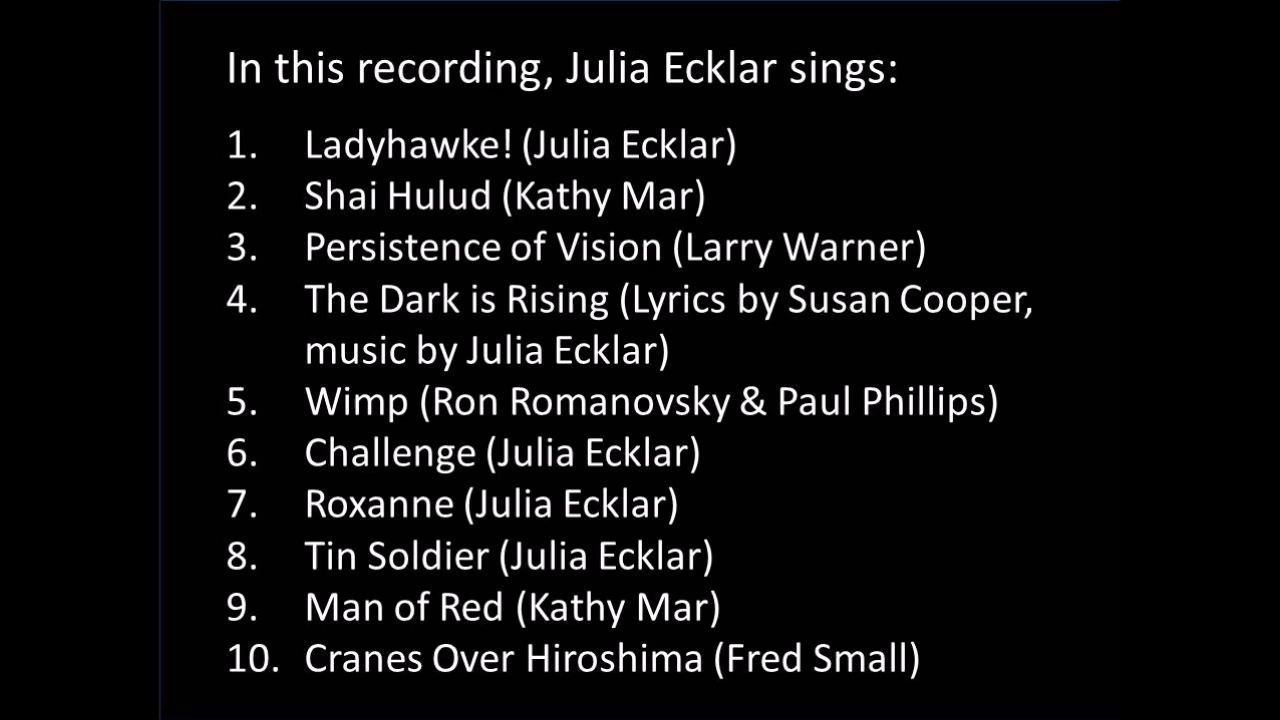 In this recording, Julia Ecklar sings:
1. Ladyhawke! (Julia Ecklar)
2. Shai Hulud (Kathy Mar)
3. Persistence of Vision (Larry Warner)
4. The Dark is Rising (Lyrics by Susan Cooper,
music by Julia Ecklar)
5. Wimp (Ron Romanovsky & Paul Phillips)
6. Challenge (Julia Ecklar)
7. Roxanne (Julia Ecklar)
8. Tin Soldier (Julia Ecklar)
9. Man of Red (Kathy Mar)
10. Cranes Over Hiroshima (Fred Small)